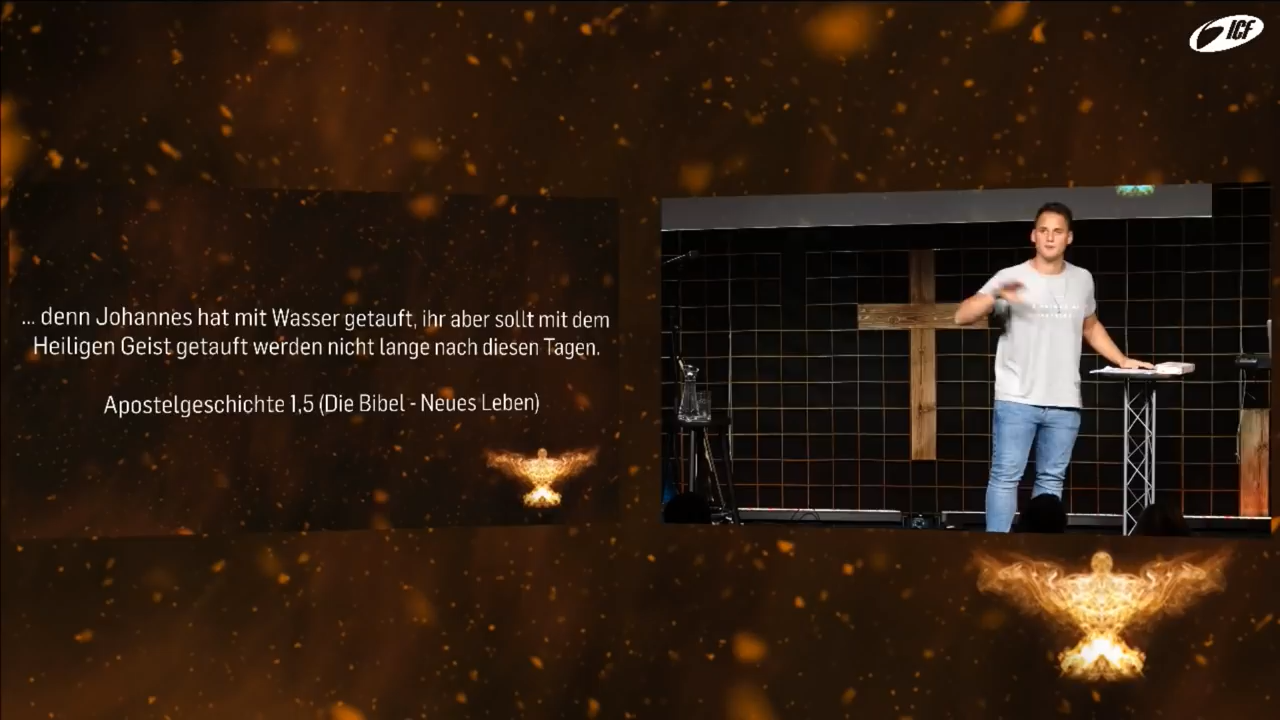 ICF
... denn Johannes hat mit Wasser getauft, ihr aber sollt mit dem
Heiligen Geist getauft werden nicht lange nach diesen Tagen.
Apostelgeschichte 1,5 (Die Bibel - Neues Leben)